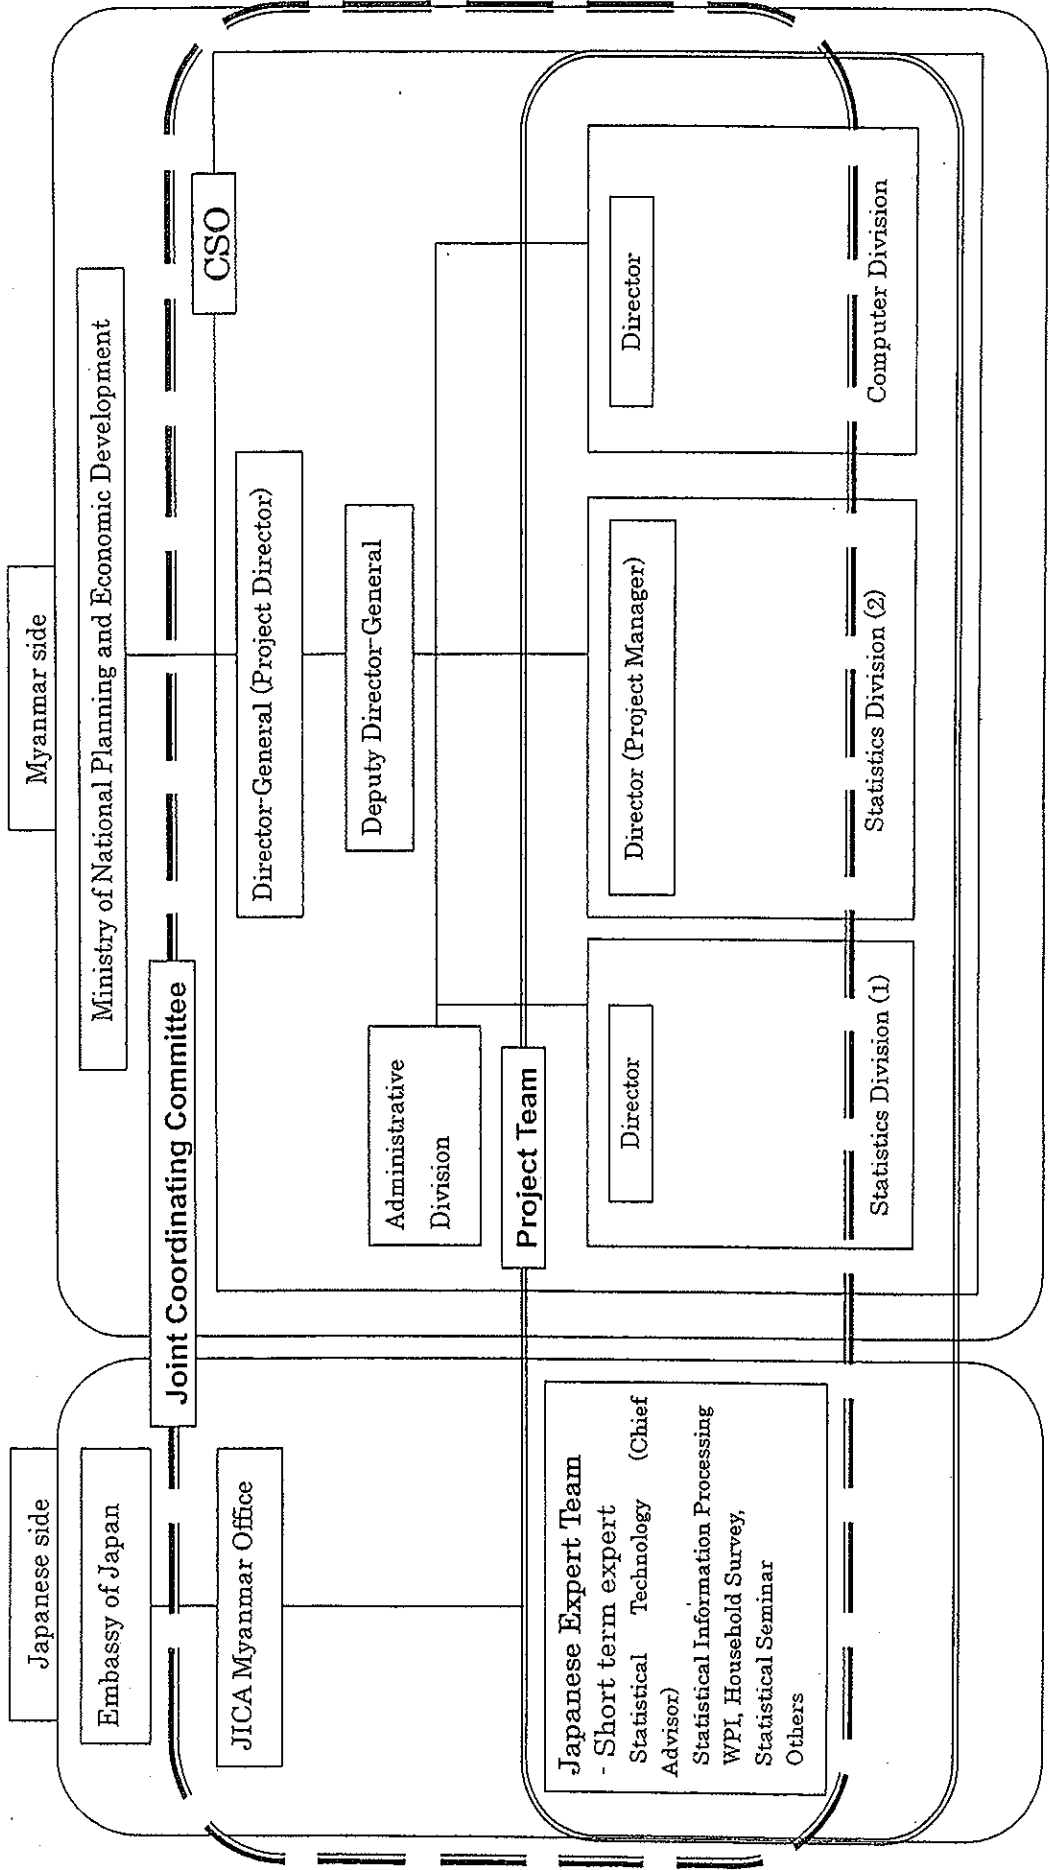 Japanese side
Embassy of Japan
JICA Myanmar Office
Joint Coordinating Committee
Myanmar side
Ministry of National Planning and Economic Development
CSO
Director-General (Project Director)
Deputy Director-General
Administrative
Division
Project Team
Japanese Expert Team
- Short term expert
Statistical Technology (Chief
Advisor)
Statistical Information Processing
WPI, Household Survey,
Statistical Seminar
Others
Director
Statistics Division (1)
Director (Project Manager)
Statistics Division (2)
Director
Computer Division